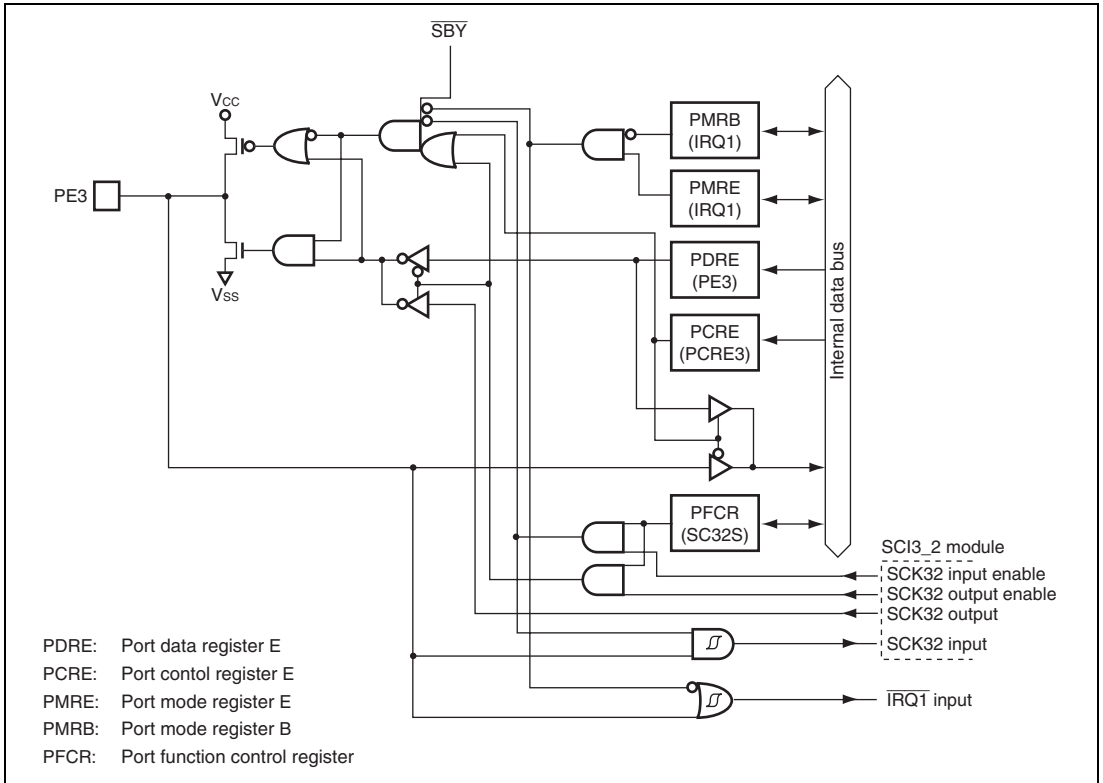 SBY
VCC
PE3
VSS
PMRB
(IRQ1)
PMRE
(IRQ1)
PDRE
(PE3)
PCRE
(PCRE3)
PFCR
(SC32S)
Internal data bus
SCI3_2 module
SCK32 input enable
SCK32 output enable
SCK32 output
SCK32 input
IRQ1 input
PDRE: Port data register E
PCRE: Port contol register E
PMRE: Port mode register E
PMRB: Port mode register B
PFCR: Port function control register